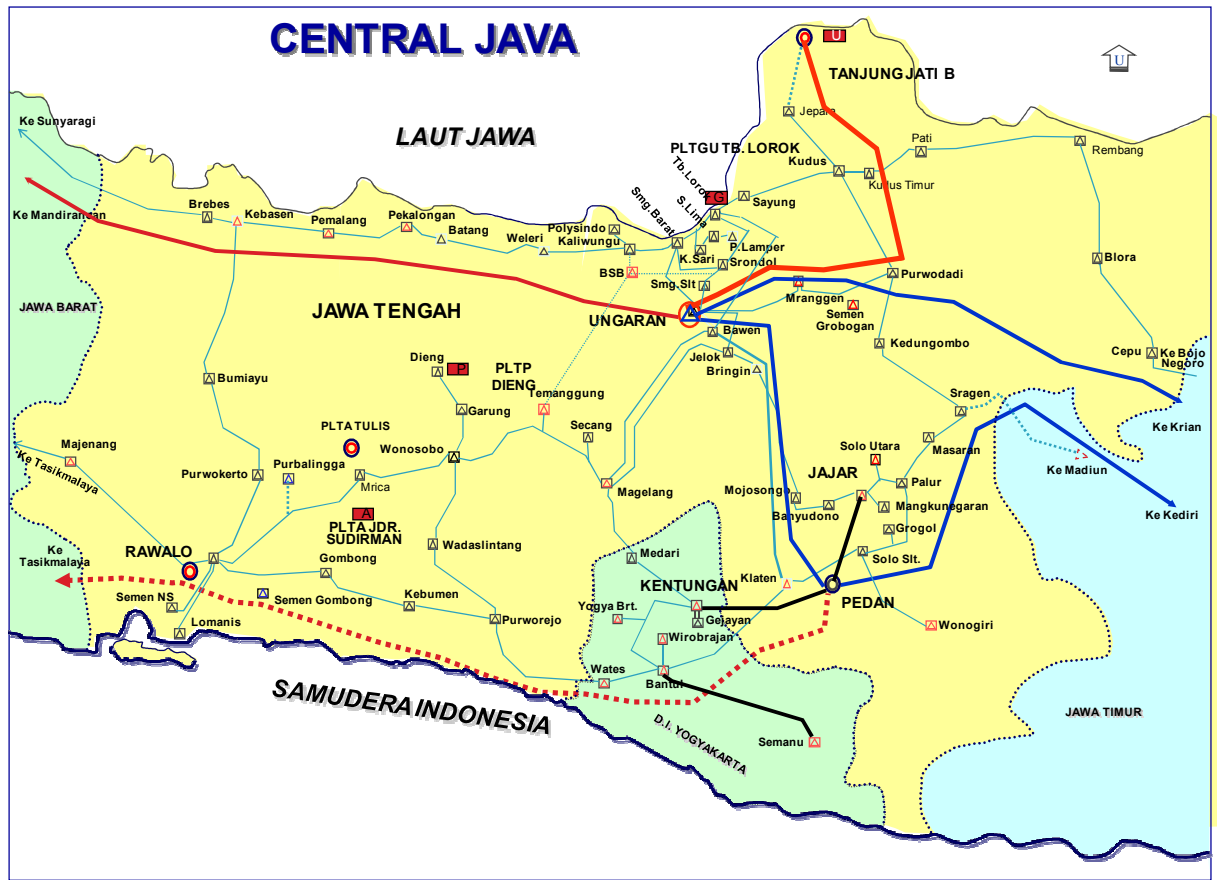 CENTRAL JAVA
U
U
TANJUNG JATI B
Ke Sunyaragi
LAUT JAWA
Jepara
PLTGU TB. LOROK
Pati
Rembang
Kudus
Kudus Timur
Tb.Lorok
G
Sayung
Ke Mandirancan
Brebes
Kebasen
Pemalang
Pekalongan
Batang
Weleri
Polysindo
Kaliwungu
Smg.Barat
S.Lima
P.Lamper
K.Sari
Srondol
BSB
Smg.Slt
Purwodadi
Blora
Mranggen
Semen
Grobogan
JAWA BARAT
JAWA TENGAH
UNGARAN
Bawen
Kedungombo
Cepu
Ke Bojo
Negoro
Jelok
Bringin
Dieng
P
PLTP
DIENG
Bumiayu
Garung
Temanggung
Sragen
Ke Krian
PLTA TULIS
Secang
Majenang
Ke Tasikmalaya
Wonosobo
Solo Utara
Masaran
Ke Madiun
Purwokerto
Purbalingga
Mrica
Magelang
JAJAR
Mojosongo
Banyudono
Palur
Mangkunegaran
Ke Kediri
A
PLTA JDR.
SUDIRMAN
Grogol
Ke
Tasikmalaya
RAWALO
Gombong
Wadaslintang
Medari
Klaten
Solo Slt.
KENTUNGAN
PEDAN
Semen NS
Semen Gombong
Kebumen
Yogya Brt.
Gejayan
Lomanis
Purworejo
Wirobrajan
Wonogiri
Wates
Bantul
SAMUDERA INDONESIA
D.I. YOGYAKARTA
Semanu
JAWA TIMUR